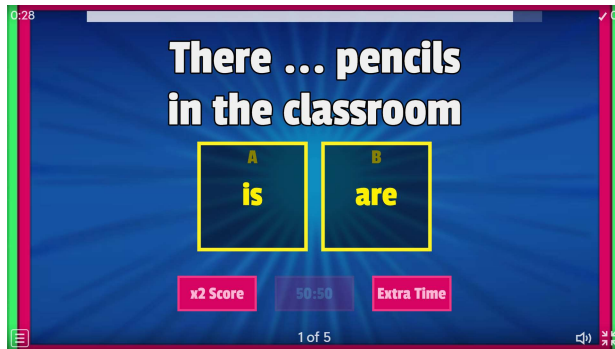 0:28
There ... pencils
in the classroom
A
B
is
are
x2 Score
50:50
Extra Time
1 of 5